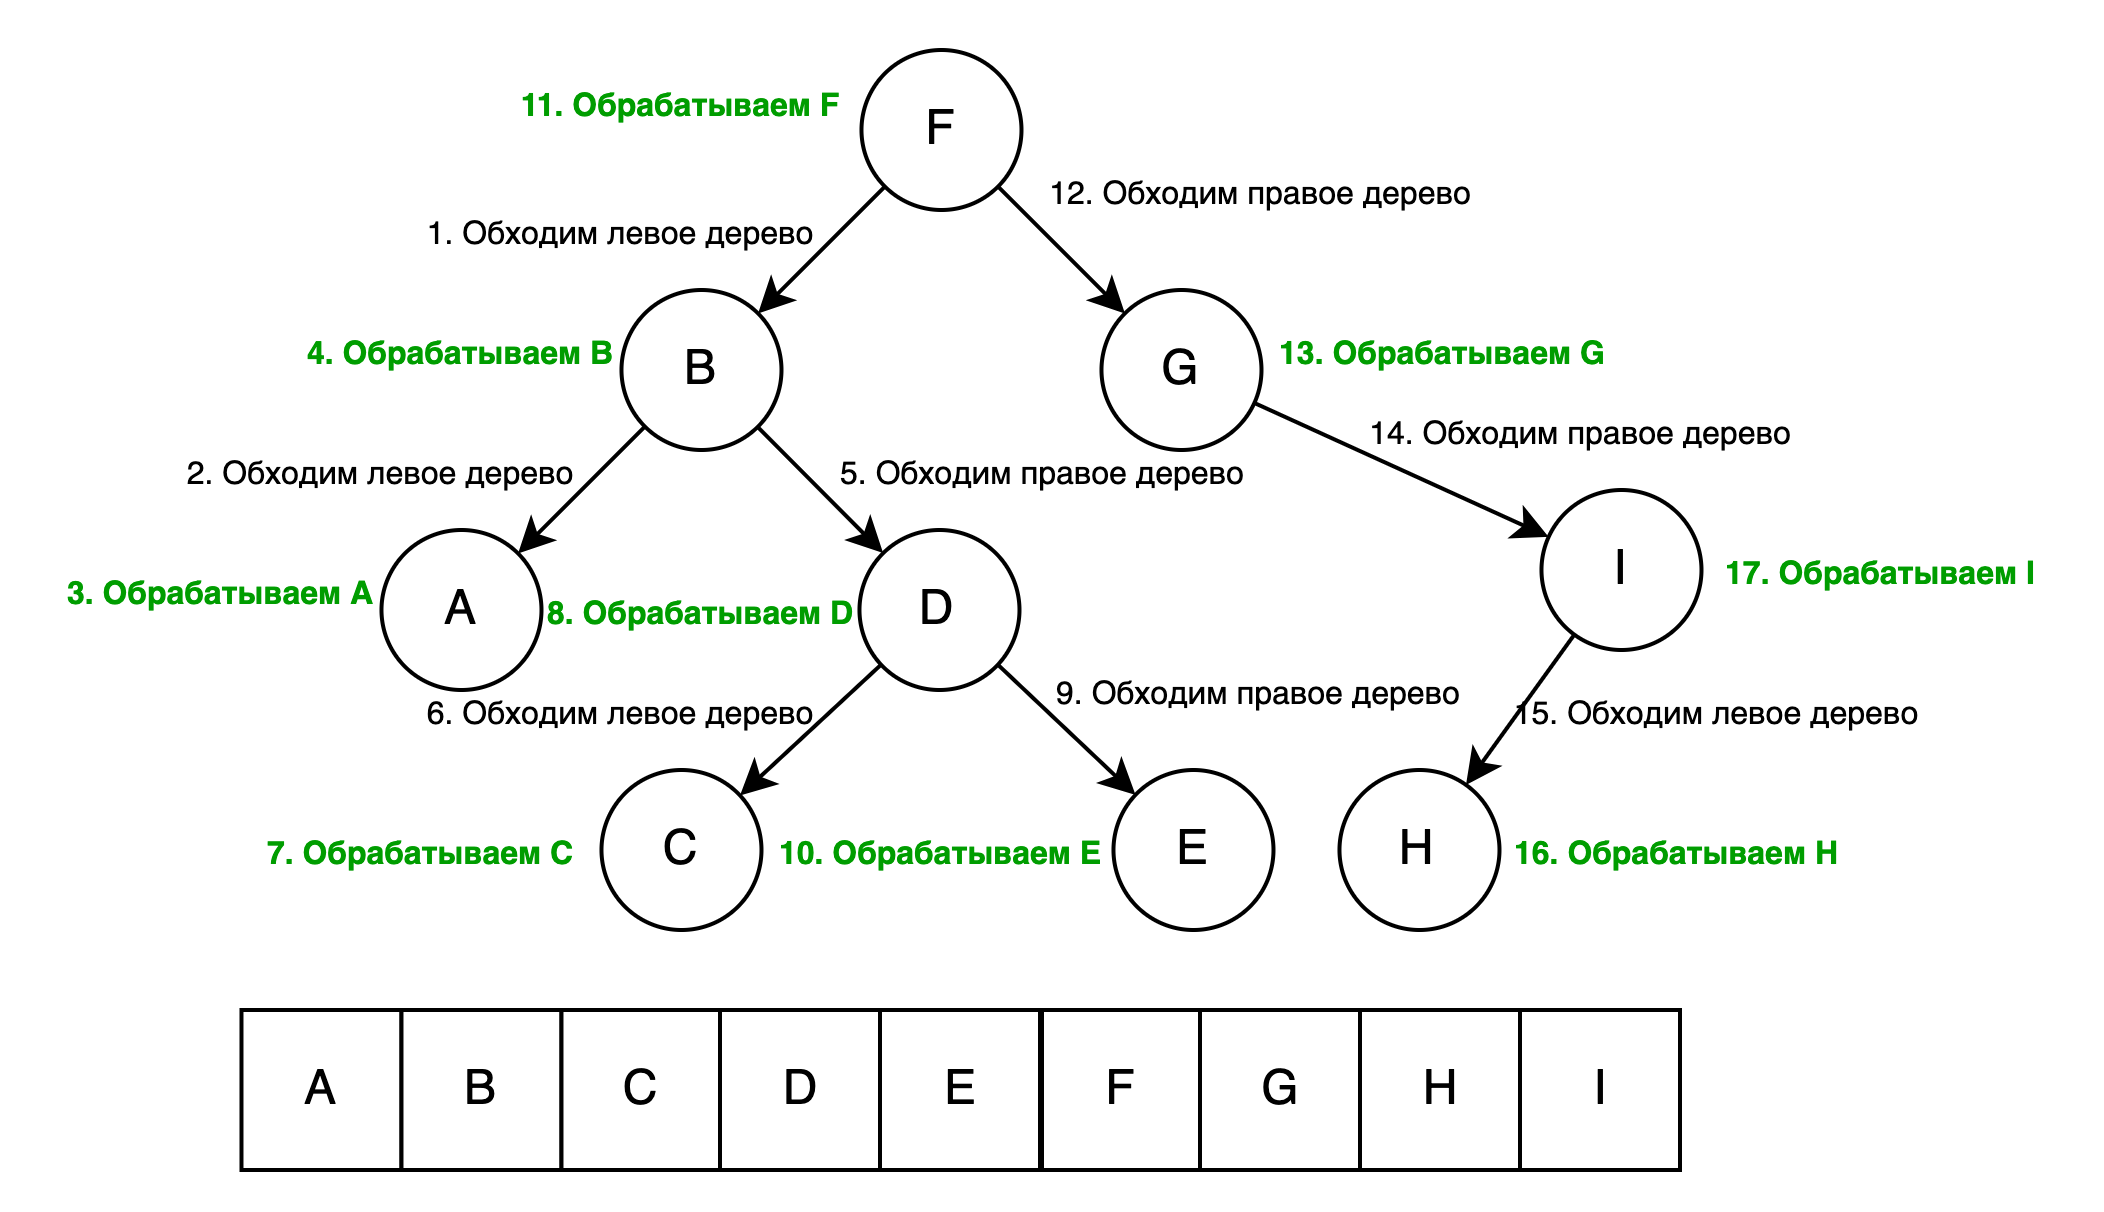 F
11. Обрабатываем F
12. Обходим правое дерево
1. Обходим левое дерево
4. Обрабатываем B
B
G
13. Обрабатываем G
14. Обходим правое дерево
2. Обходим левое дерево
5. Обходим правое дерево
I
17. Обрабатываем I
3. Обрабатываем A
A
8. Обрабатываем D
D
9. Обходим правое дерево
6. Обходим левое дерево
15. Обходим левое дерево
7. Обрабатываем C
C
10. Обрабатываем E
E
H
16. Обрабатываем H
A B C D E F G H I